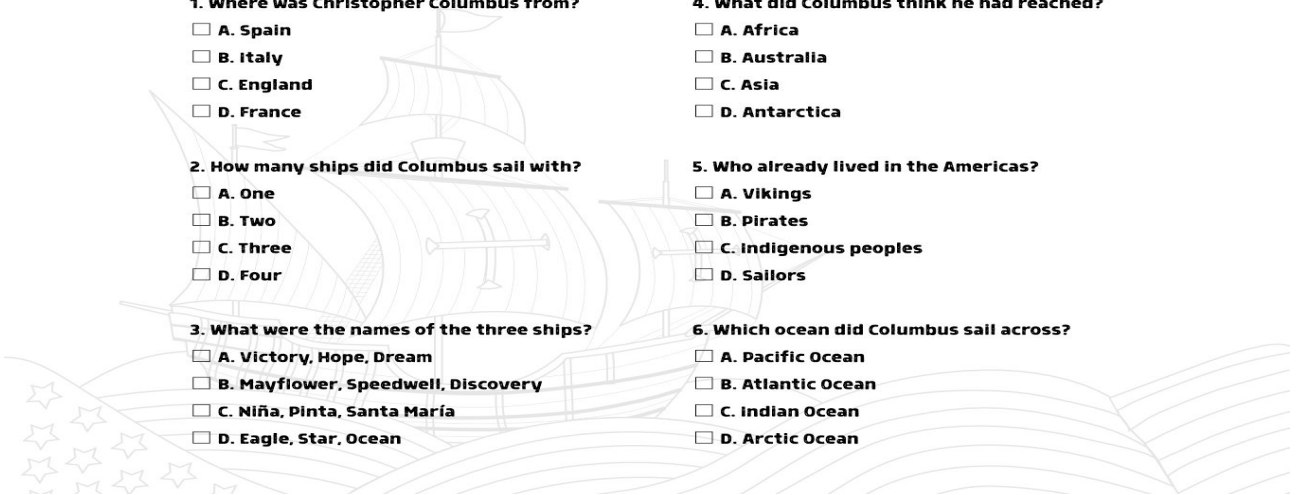 1. Where was Christopher Columbus from?
A. Spain
B. Italy
C. England
D. France
2. How many ships did Columbus sail with?
A. One
B. Two
C. Three
D. Four
3. What were the names of the three ships?
A. Victory, Hope, Dream
B. Mayflower, Speedwell, Discovery
C. Niña, Pinta, Santa María
D. Eagle, Star, Ocean
4. What did Columbus think he had reached?
A. Africa
B. Australia
C. Asia
D. Antarctica
5. Who already lived in the Americas?
A. Vikings
B. Pirates
C. Indigenous peoples
D. Sailors
6. Which ocean did Columbus sail across?
A. Pacific Ocean
B. Atlantic Ocean
C. Indian Ocean
D. Arctic Ocean